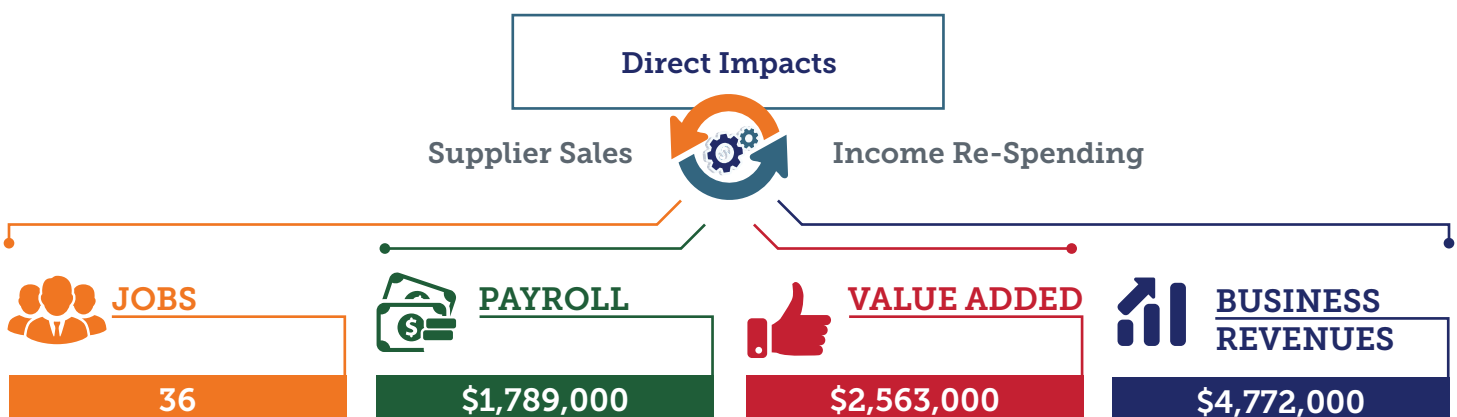 Direct Impacts
Supplier Sales
Income Re-Spending
JOBS
36
PAYROLL
$1,789,000
VALUE ADDED
$2,563,000
BUSINESS
REVENUES
$4,772,000